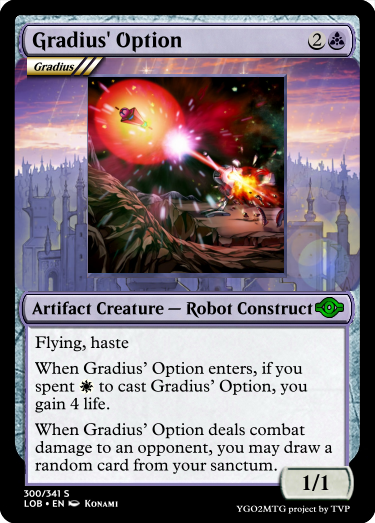 Gradius' Option 2
Gradius
Artifact Creature — Robot Construct
Flying, haste
When Gradius' Option enters, if you
spent to cast Gradius' Option, you
gain 4 life.
When Gradius' Option deals combat
damage to an opponent, you may draw a
random card from your sanctum.
1/1
300/341 S
LOB • EN Konami
YGO2MTG project by TVP